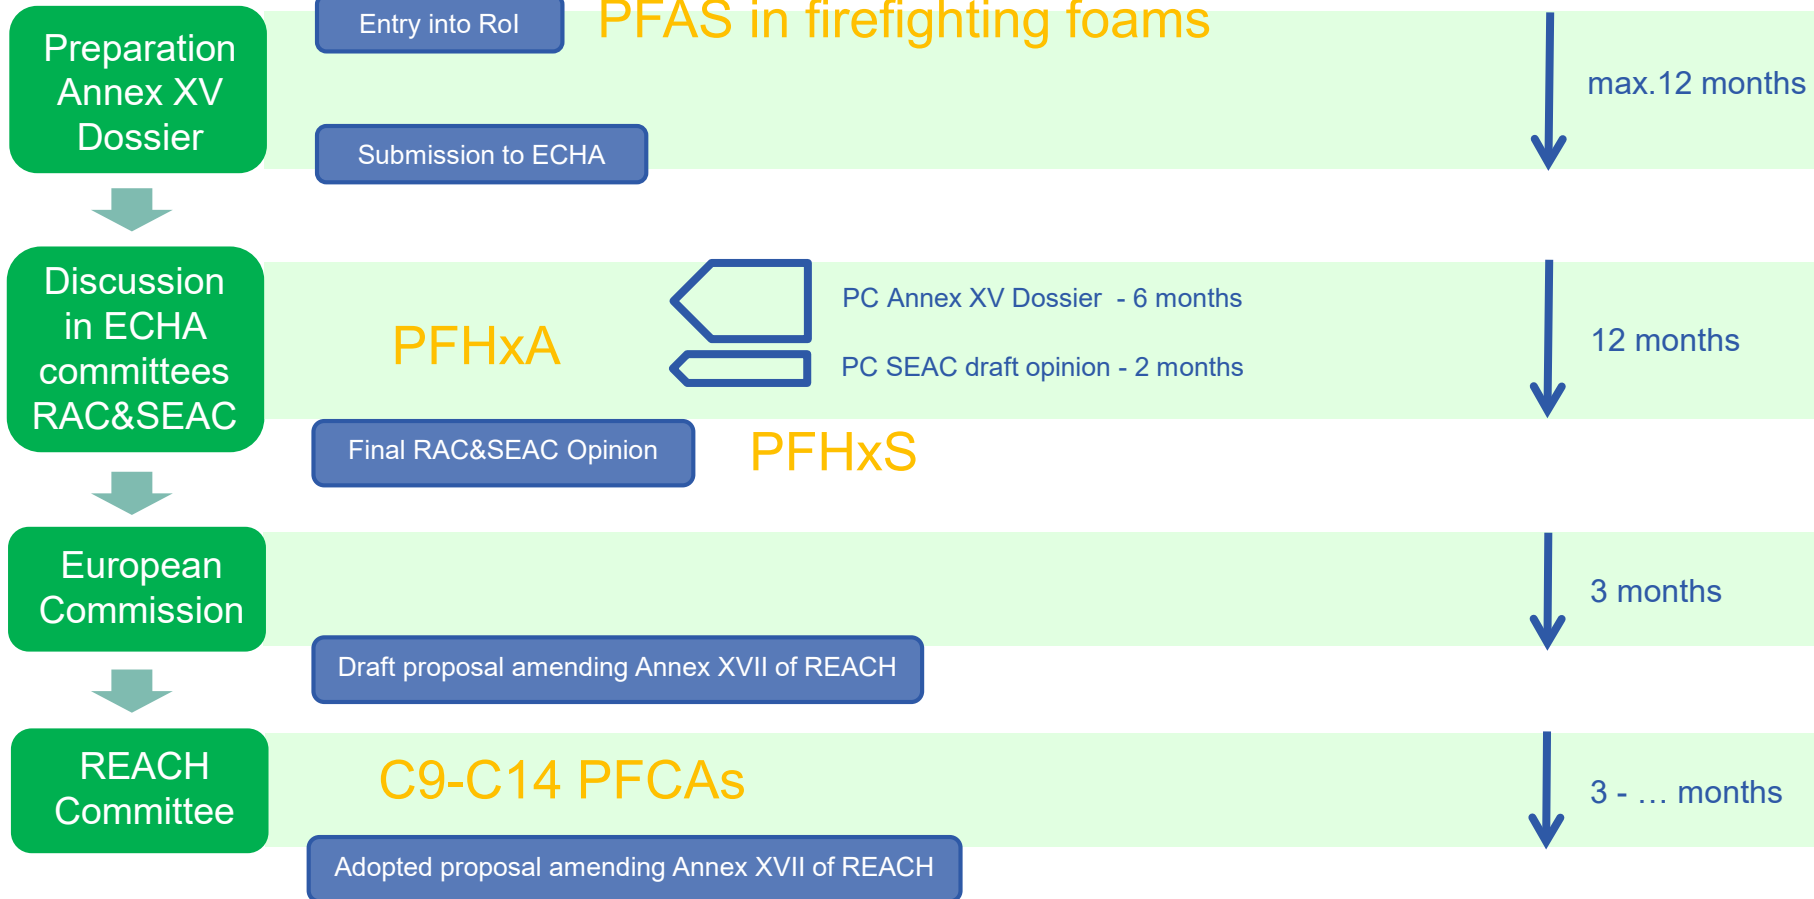 Entry into RoI
PFAS in firefighting foams
Preparation
Annex XV
Dossier
max.12 months
Submission to ECHA
Discussion
in ECHA
committees
RAC&SEAC
PFHxA
PC Annex XV Dossier  - 6 months
PC SEAC draft opinion - 2 months
12 months
Final RAC&SEAC Opinion
PFHxS
European
Commission
3 months
Draft proposal amending Annex XVII of REACH
REACH
Committee
C9-C14 PFCAs
3 - … months
Adopted proposal amending Annex XVII of REACH